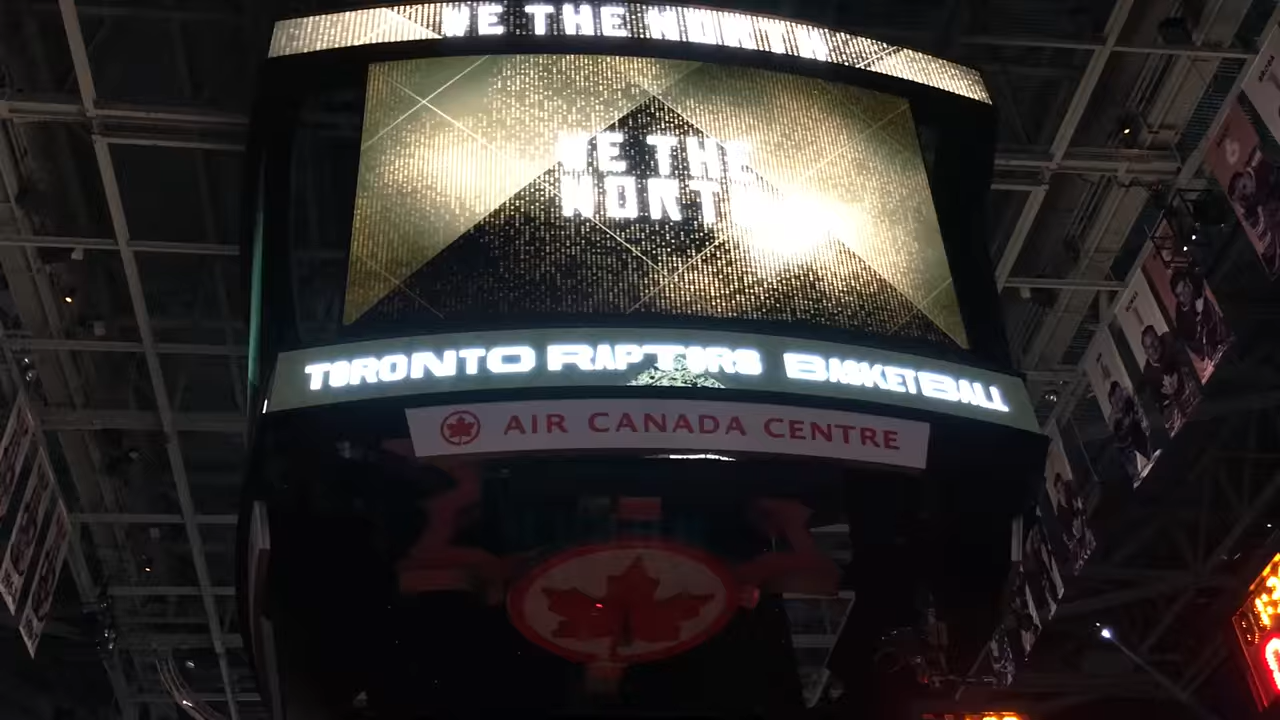 WE THE NORTH
WE THE
NORTH
TORONTO RAPTORS BASKETBALL
AIR CANADA CENTRE